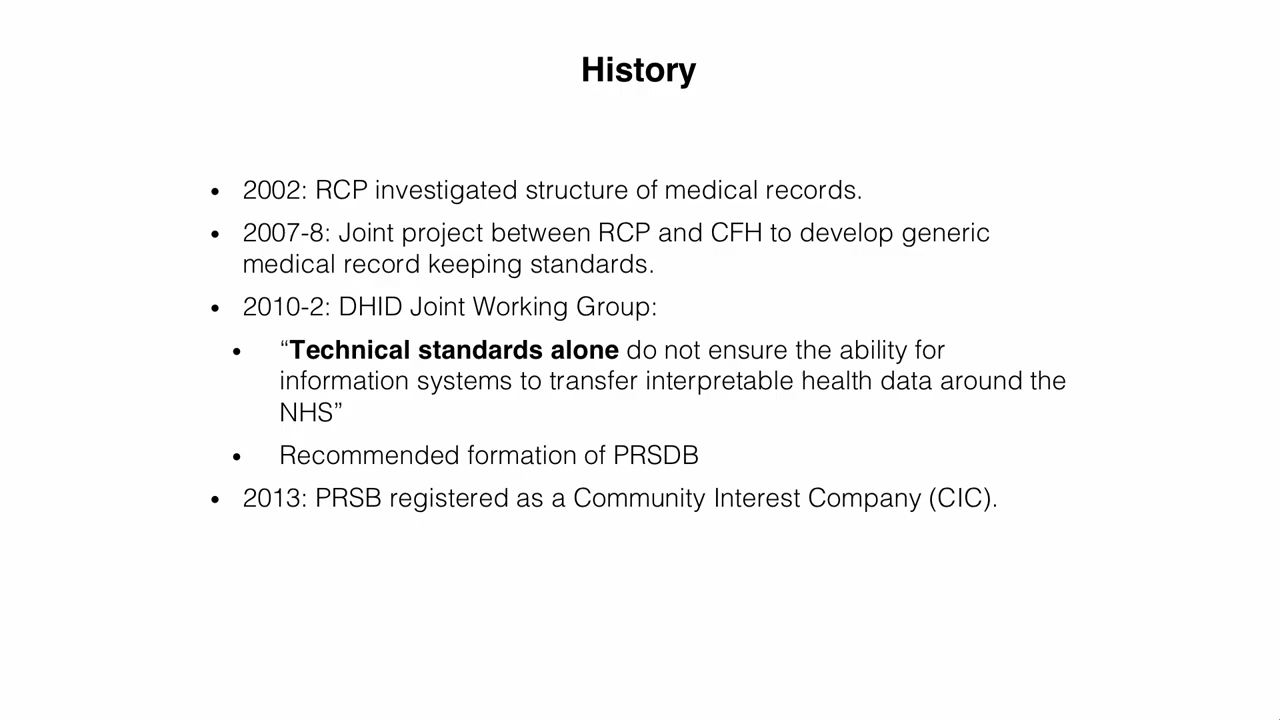 History
• 2002: RCP investigated structure of medical records.
• 2007-8: Joint project between RCP and CFH to develop generic
medical record keeping standards.
• 2010-2: DHID Joint Working Group:
• “Technical standards alone do not ensure the ability for
information systems to transfer interpretable health data around the
NHS”
• Recommended formation of PRSDB
• 2013: PRSB registered as a Community Interest Company (CIC).